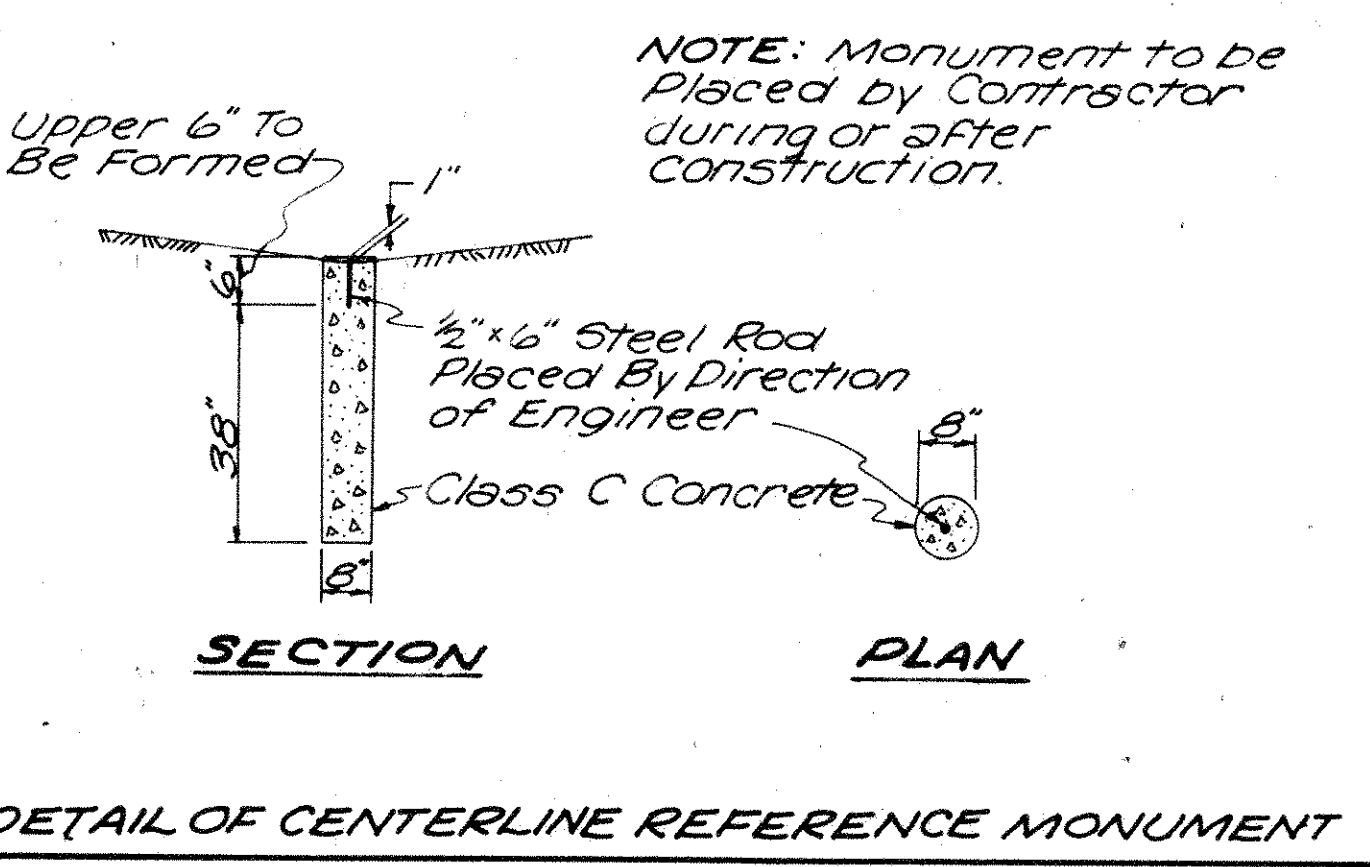 NOTE: Monument to be
Placed by Contractor
during or after
construction.
Upper 6" To
Be Formed
1"
6"
1/2"x6" Steel Rod
Placed By Direction
of Engineer
38"
8"
Class C Concrete
8"
SECTION
PLAN
DETAIL OF CENTERLINE REFERENCE MONUMENT